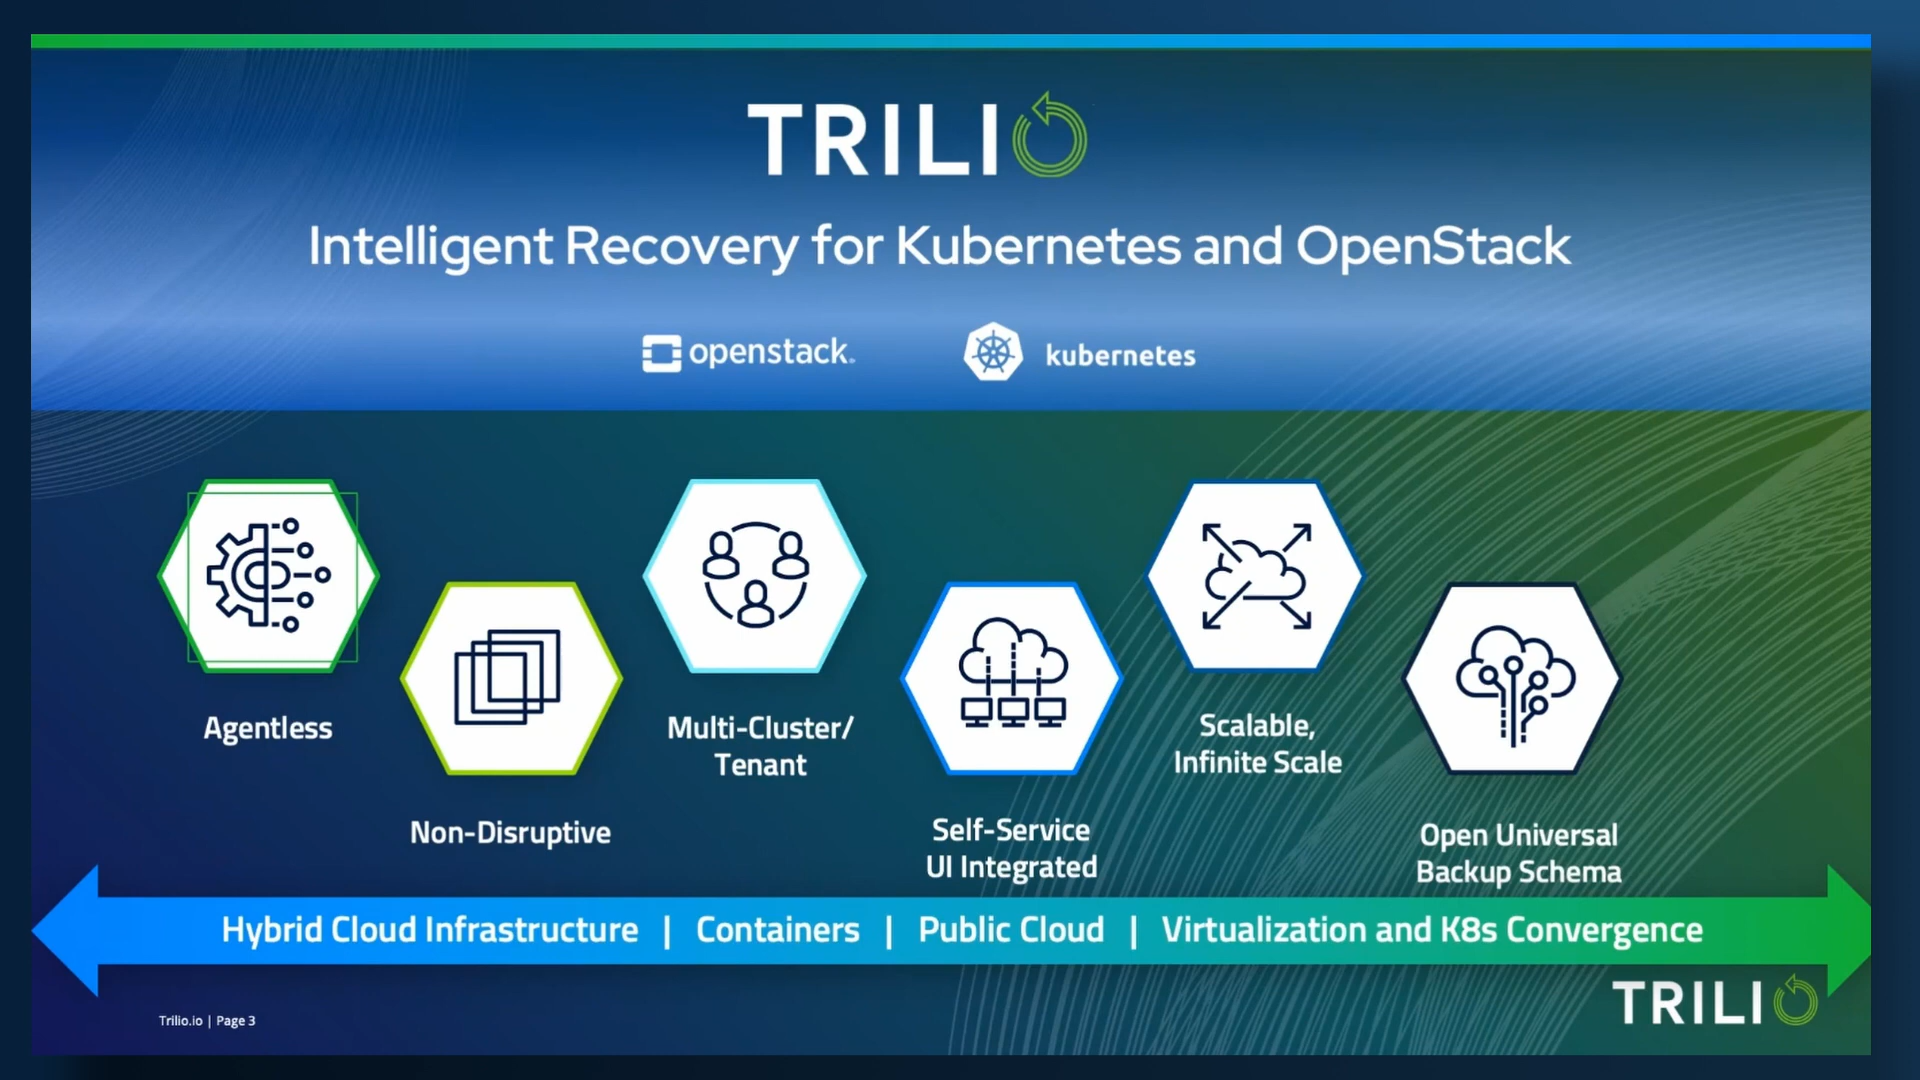 TRILIO
Intelligent Recovery for Kubernetes and OpenStack
openstack.
kubernetes
Agentless
Non-Disruptive
Multi-Cluster/
Tenant
Self-Service
UI Integrated
Scalable,
Infinite Scale
Open Universal
Backup Schema
Hybrid Cloud Infrastructure | Containers | Public Cloud | Virtualization and K8s Convergence
Trilio.io | Page 3
TRILIO